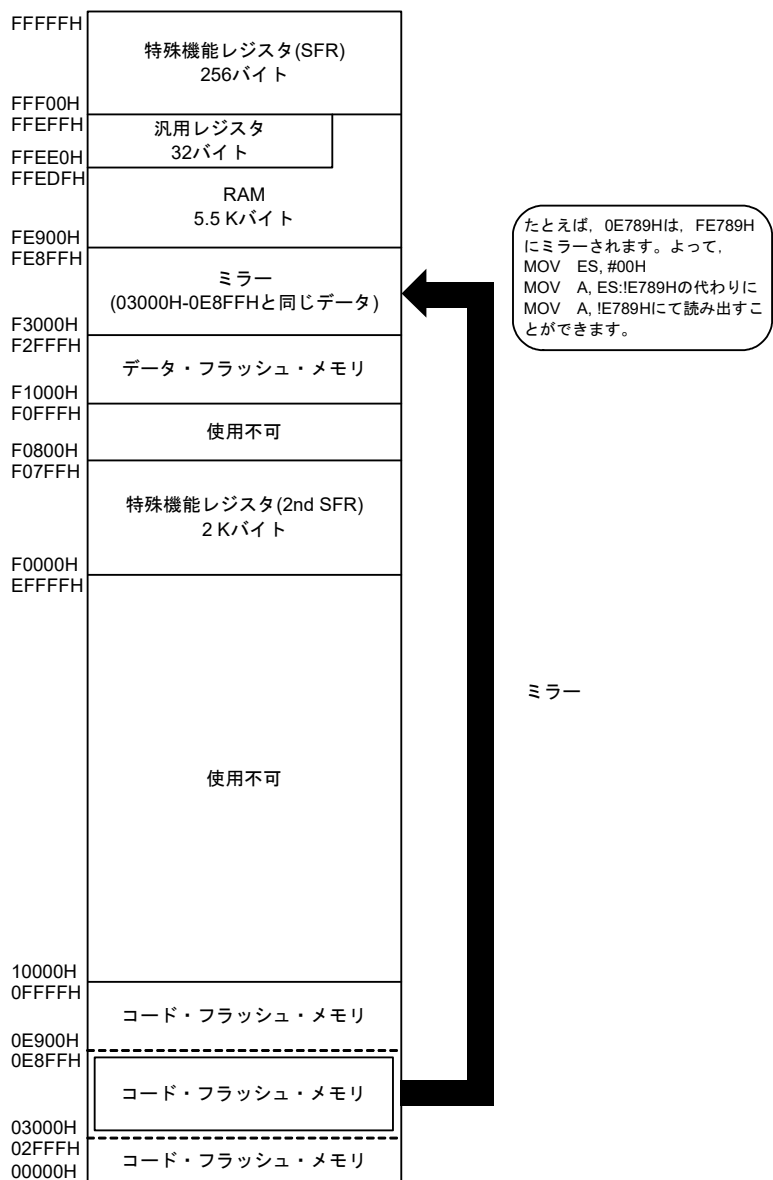 FFFFFH
特殊機能レジスタ(SFR)
256バイト
FFF00H
FFEFFH
汎用レジスタ
32バイト
FFEE0H
FFEDFH
RAM
5.5 Kバイト
FE900H
FE8FFH
ミラー
(03000H-0E8FFHと同じデータ)
F3000H
F2FFFH
データ・フラッシュ・メモリ
F1000H
F0FFFH
使用不可
F0800H
F07FFH
特殊機能レジスタ(2nd SFR)
2 Kバイト
F0000H
EFFFFH
使用不可
10000H
0FFFFH
コード・フラッシュ・メモリ
0E900H
0E8FFH
コード・フラッシュ・メモリ
03000H
02FFFH
コード・フラッシュ・メモリ
00000H
たとえば，0E789Hは，FE789H
にミラーされます。よって，
MOV ES, #00H
MOV A, ES:!E789Hの代わりに
MOV A, !E789Hにて読み出すこ
とができます。
ミラー